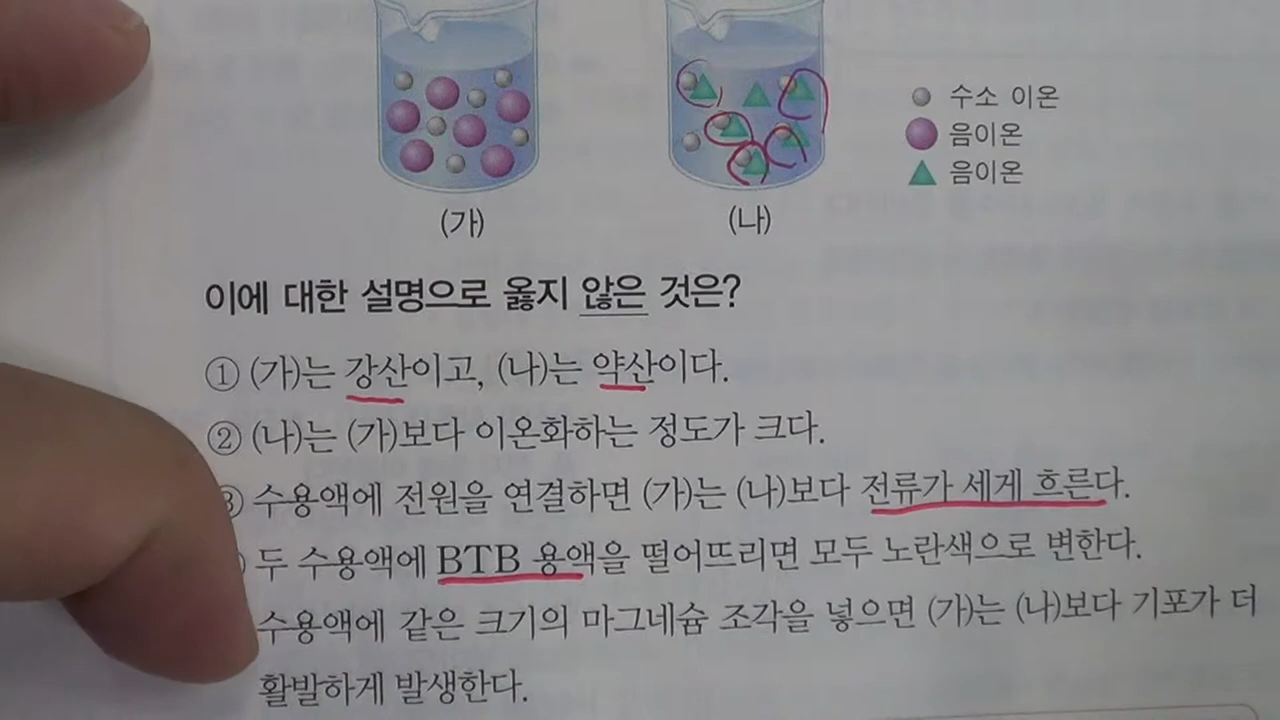 수소 이온
음이온
음이온
(가)
(나)
이에 대한 설명으로 옳지 않은 것은?
① (가)는 강산이고, (나)는 약산이다.
② (나)는 (가)보다 이온화하는 정도가 크다.
③ 수용액에 전원을 연결하면 (가)는 (나)보다 전류가 세게 흐른다.
두 수용액에 BTB 용액을 떨어뜨리면 모두 노란색으로 변한다.
수용액에 같은 크기의 마그네슘 조각을 넣으면 (가)는 (나)보다 기포가 더
활발하게 발생한다.